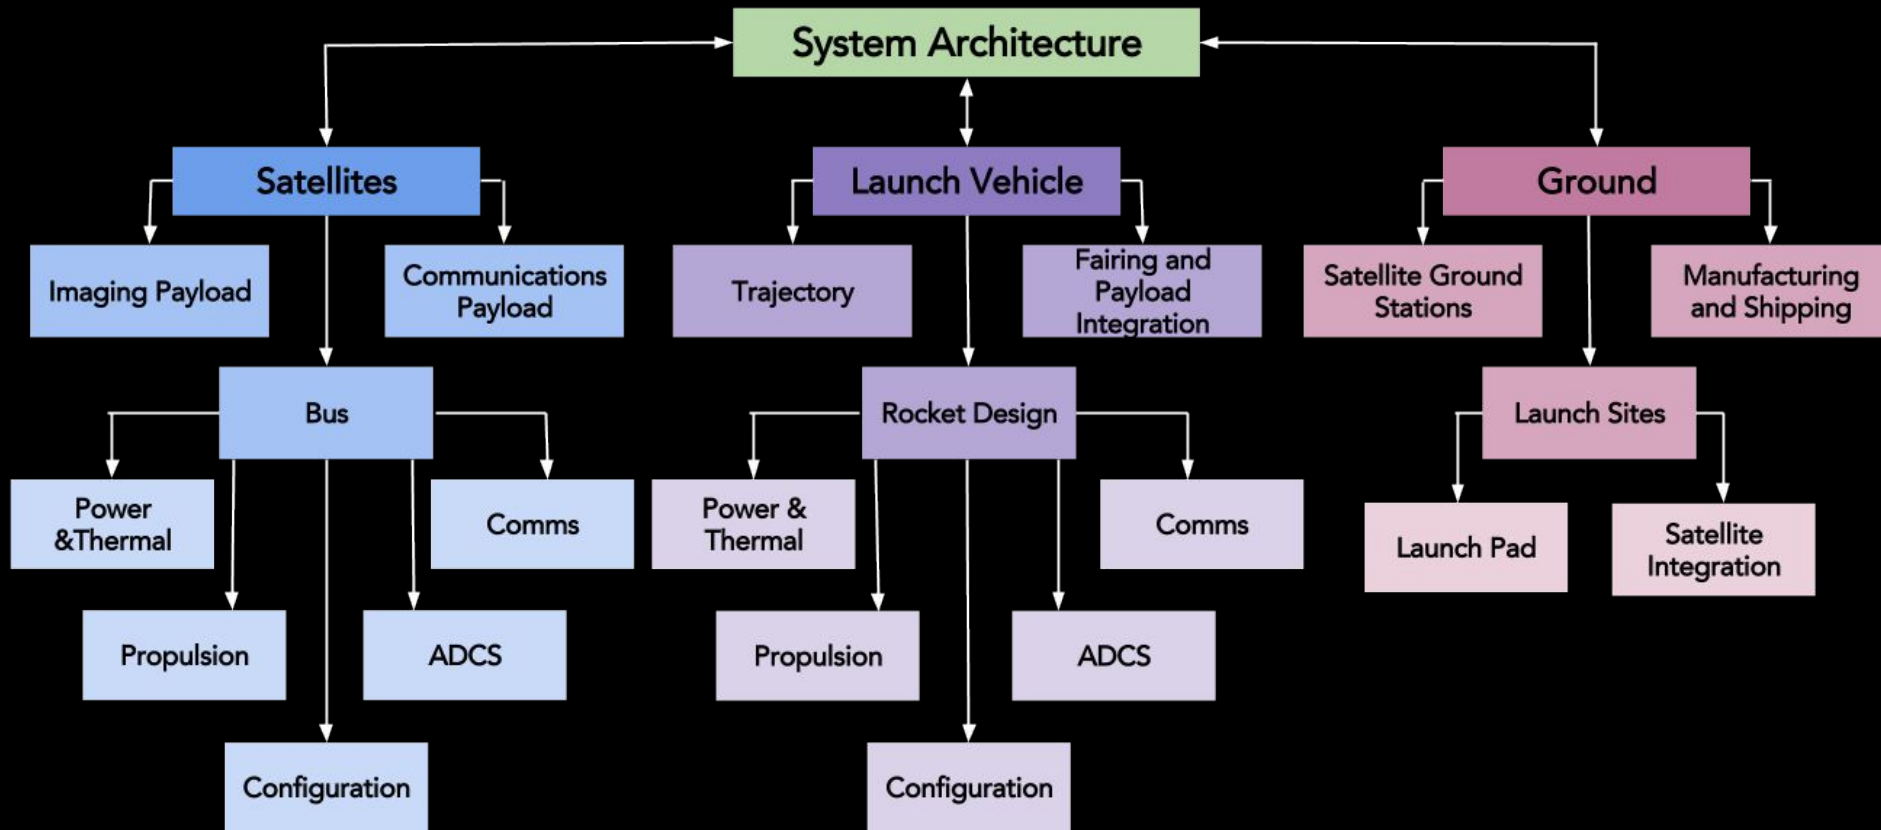 System Architecture
Satellites
Launch Vehicle
Ground
Imaging Payload
Communications
Payload
Trajectory
Fairing and
Payload
Integration
Satellite Ground
Stations
Manufacturing
and Shipping
Bus
Rocket Design
Launch Sites
Power
&Thermal
Comms
Power &
Thermal
Comms
Launch Pad
Satellite
Integration
Propulsion
ADCS
Propulsion
ADCS
Configuration
Configuration